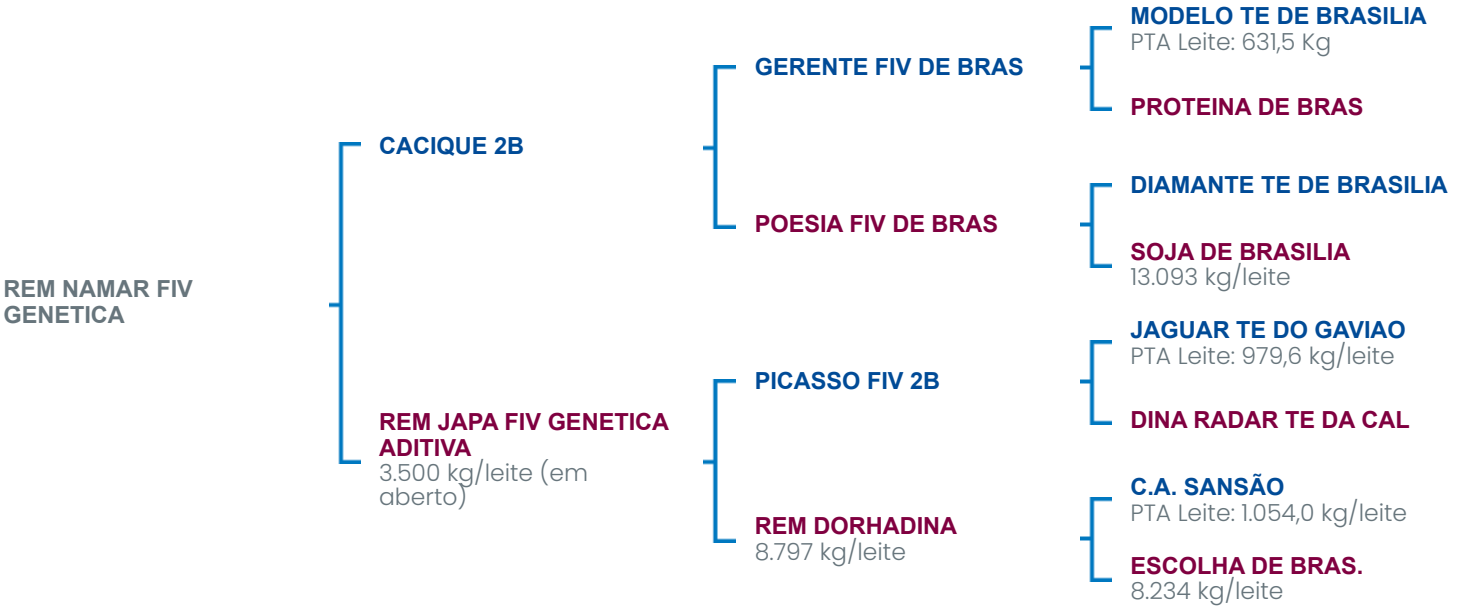 REM NAMAR FIV
GENETICA
CACIQUE 2B
REM JAPA FIV GENETICA
ADITIVA
3.500 kg/leite (em
aberto)
GERENTE FIV DE BRAS
POESIA FIV DE BRAS
PICASSO FIV 2B
REM DORHADINA
8.797 kg/leite
MODELO TE DE BRASILIA
PTA Leite: 631,5 Kg
PROTEINA DE BRAS
DIAMANTE TE DE BRASILIA
SOJA DE BRASILIA
13.093 kg/leite
JAGUAR TE DO GAVIAO
PTA Leite: 979,6 kg/leite
DINA RADAR TE DA CAL
C.A. SANSÃO
PTA Leite: 1.054,0 kg/leite
ESCOLHA DE BRAS.
8.234 kg/leite